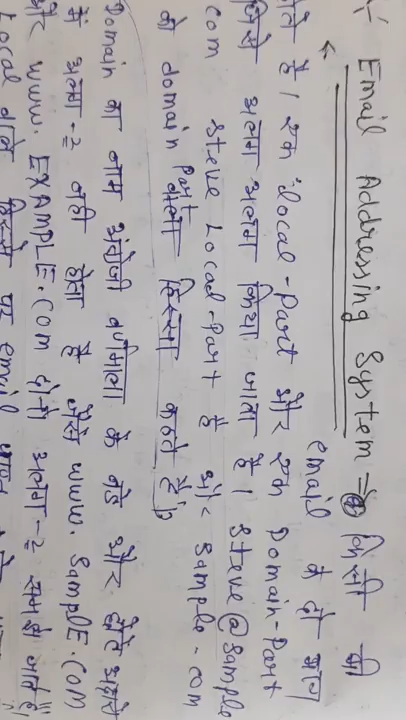 :- Email Addressing System => किसी भी
email के दो भाग
होते हैं। एक local-part और एक Domain-Part
जिसे अलग अलग किया जाता है। Steve@sample
com steve Local-Part है और sample.com
को domain Part वाला हिस्सा कहते हैं।
Domain का नाम अंग्रेजी वर्णमाला के बडे और छोटे
में अलग-2 नही होता है जैसे www.SamplE.com
और www.EXAMPLE.com दोनो अलग-2 समझे जाते हैं।
Local वाले हिस्से पर email